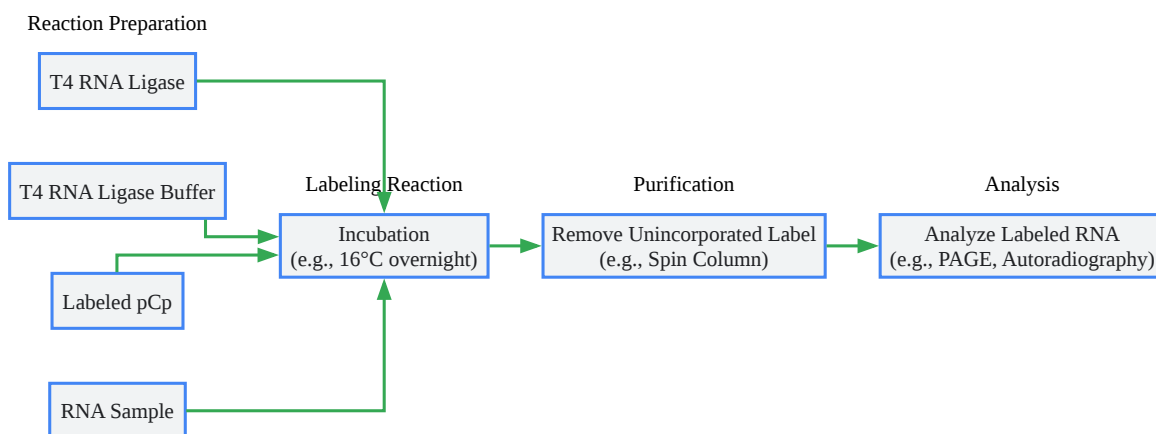 Reaction Preparation
T4 RNA Ligase
T4 RNA Ligase Buffer
Labeled pCp
RNA Sample
Labeling Reaction
Incubation
(e.g., 16°C overnight)
Purification
Remove Unincorporated Label
(e.g., Spin Column)
Analysis
Analyze Labeled RNA
(e.g., PAGE, Autoradiography)